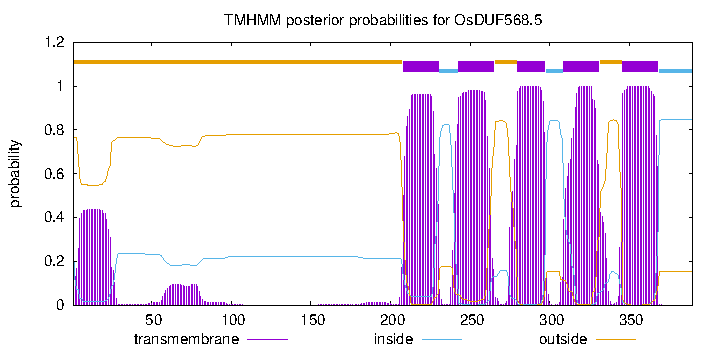 TMHMM posterior probabilities for OsDUF568.5
1.2
1
0.8
0.6
0.4
0.2
0
probability
50 100 150 200 250 300 350
transmembrane inside outside